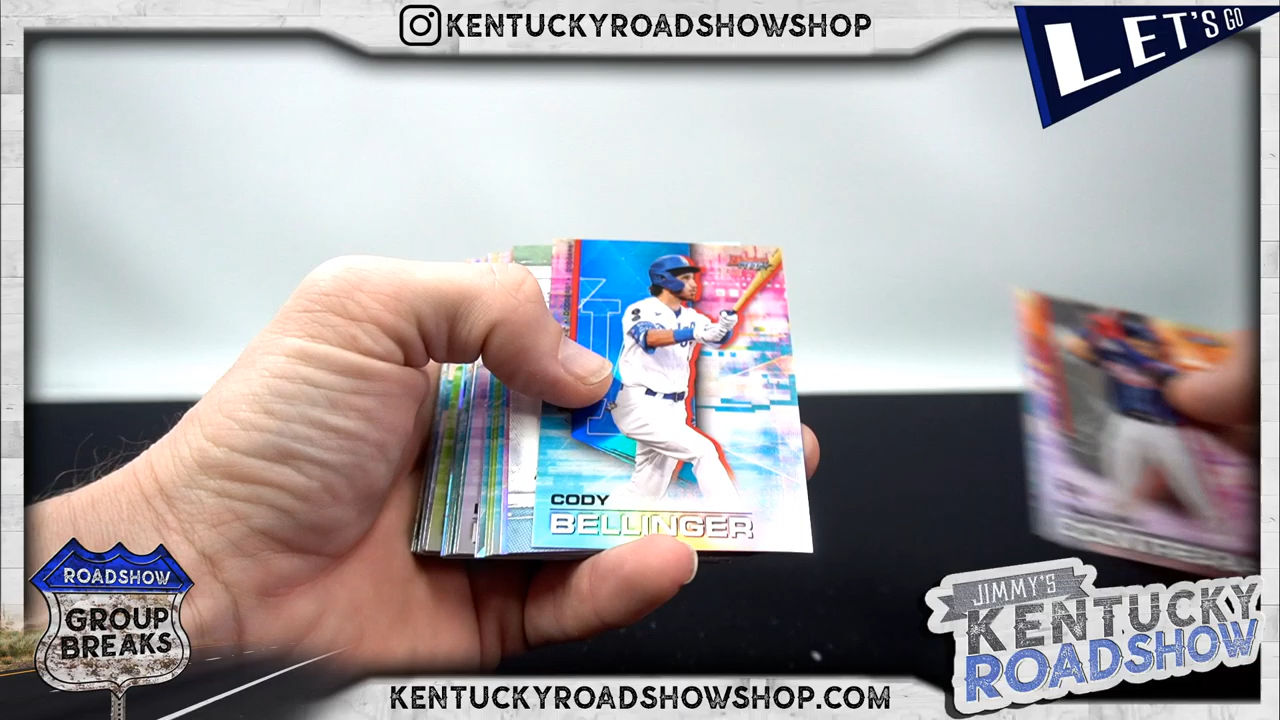 KENTUCKYROADSHOWSHOP
LET'S GO
CODY
BELLINGER
ROADSHOW
GROUP
BREAKS
JIMMY'S
KENTUCKY
ROADSHOW
KENTUCKYROADSHOWSHOP.COM